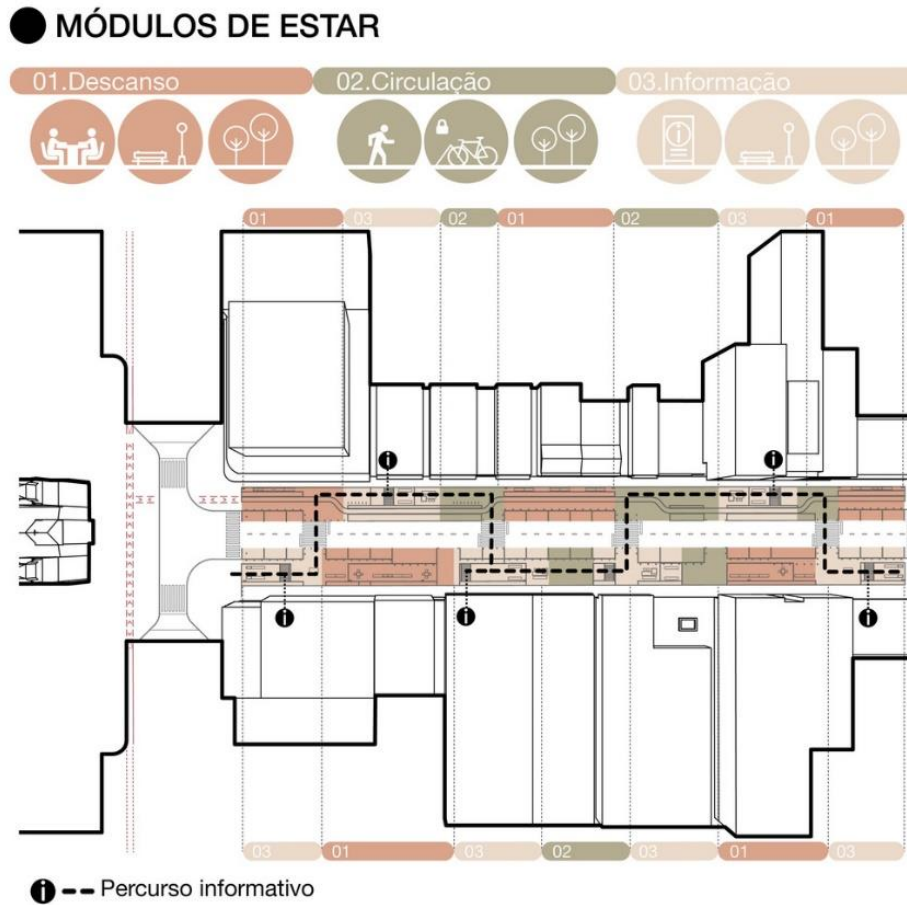 MÓDULOS DE ESTAR
01.Descanso 02.Circulação 03.Informação
01 03 02 01 02 03 01
03 01 03 02 03 01 03
Percurso informativo